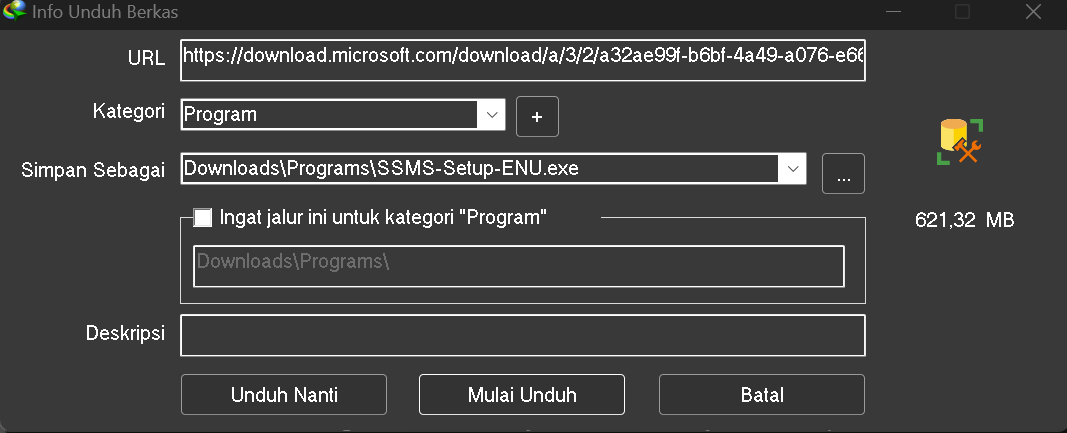 Info Unduh Berkas
URL https://download.microsoft.com/download/a/3/2/a32ae99f-b6bf-4a49-a076-e66
Kategori Program +
Simpan Sebagai Downloads\Programs\SSMS-Setup-ENU.exe ...
Ingat jalur ini untuk kategori "Program"
621,32 MB
Downloads\Programs\
Deskripsi
Unduh Nanti Mulai Unduh Batal